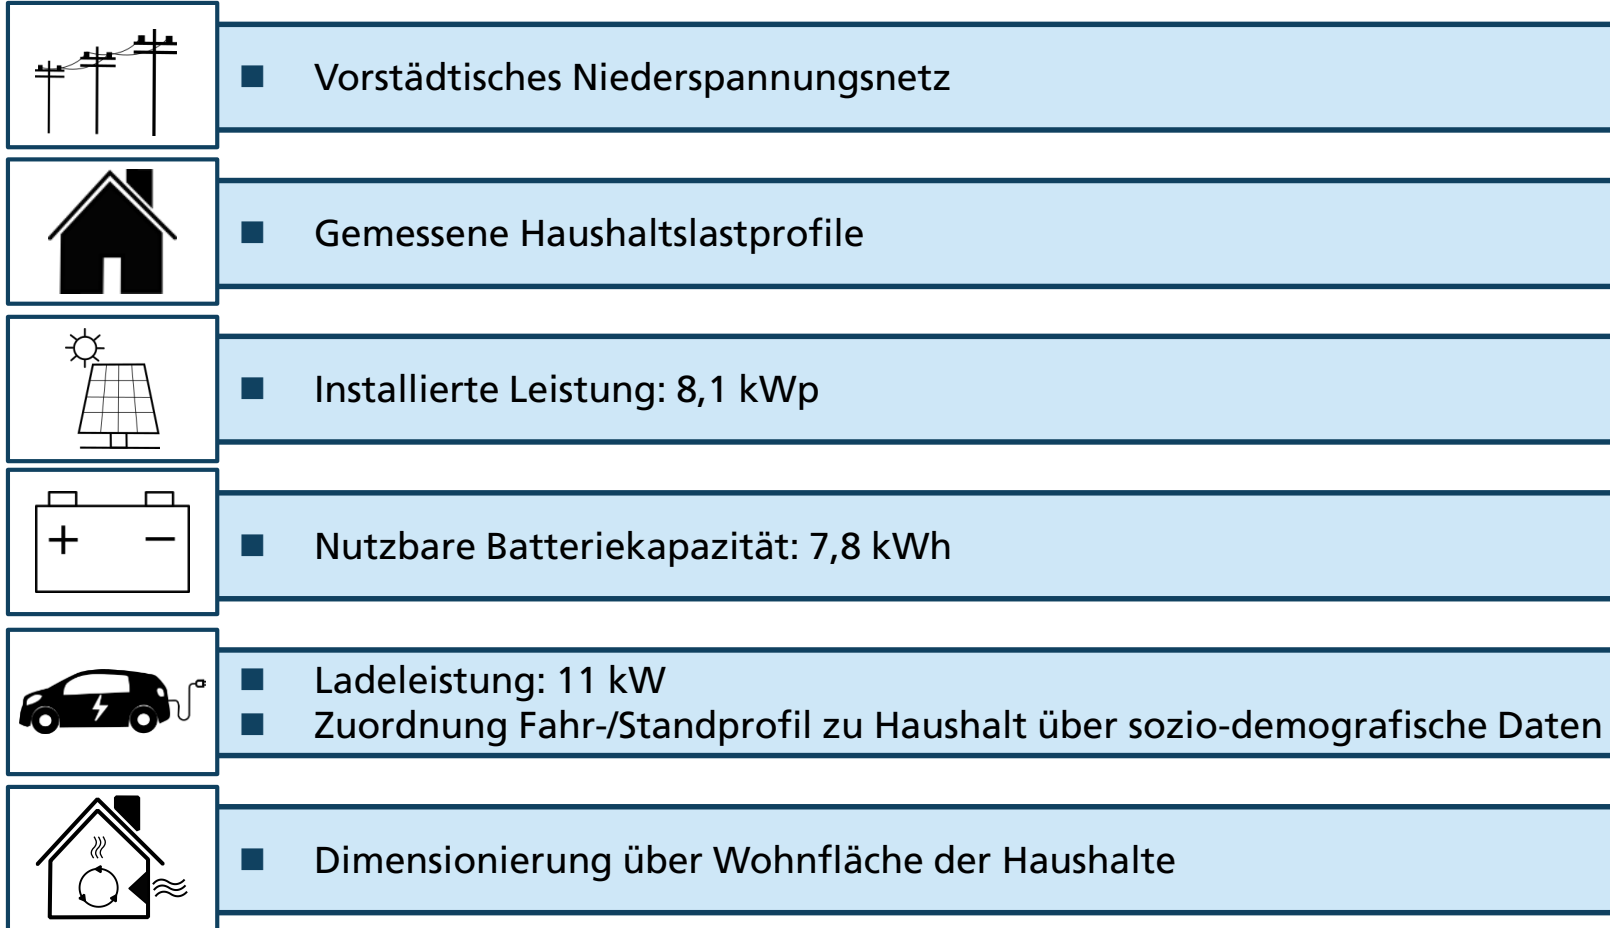 Vorstädtisches Niederspannungsnetz
Gemessene Haushaltslastprofile
Installierte Leistung: 8,1 kWp
Nutzbare Batteriekapazität: 7,8 kWh
Ladeleistung: 11 kW
Zuordnung Fahr-/Standprofil zu Haushalt über sozio-demografische Daten
Dimensionierung über Wohnfläche der Haushalte